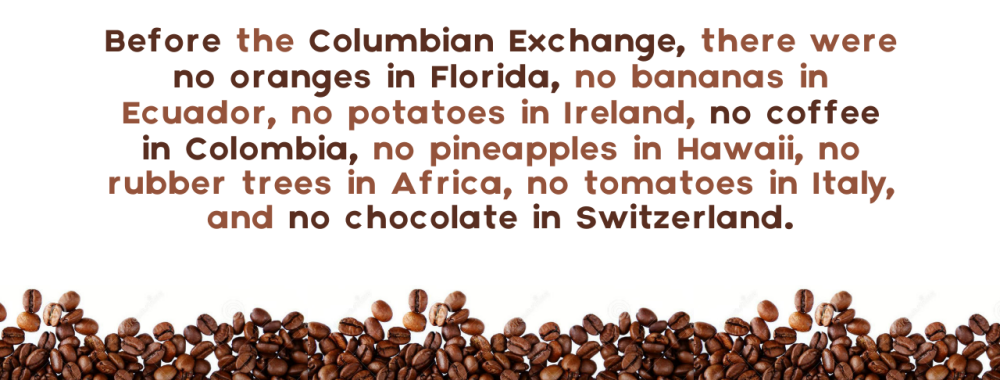 Before the Columbian Exchange, there were
no oranges in Florida, no bananas in
Ecuador, no potatoes in Ireland, no coffee
in Colombia, no pineapples in Hawaii, no
rubber trees in Africa, no tomatoes in Italy,
and no chocolate in Switzerland.